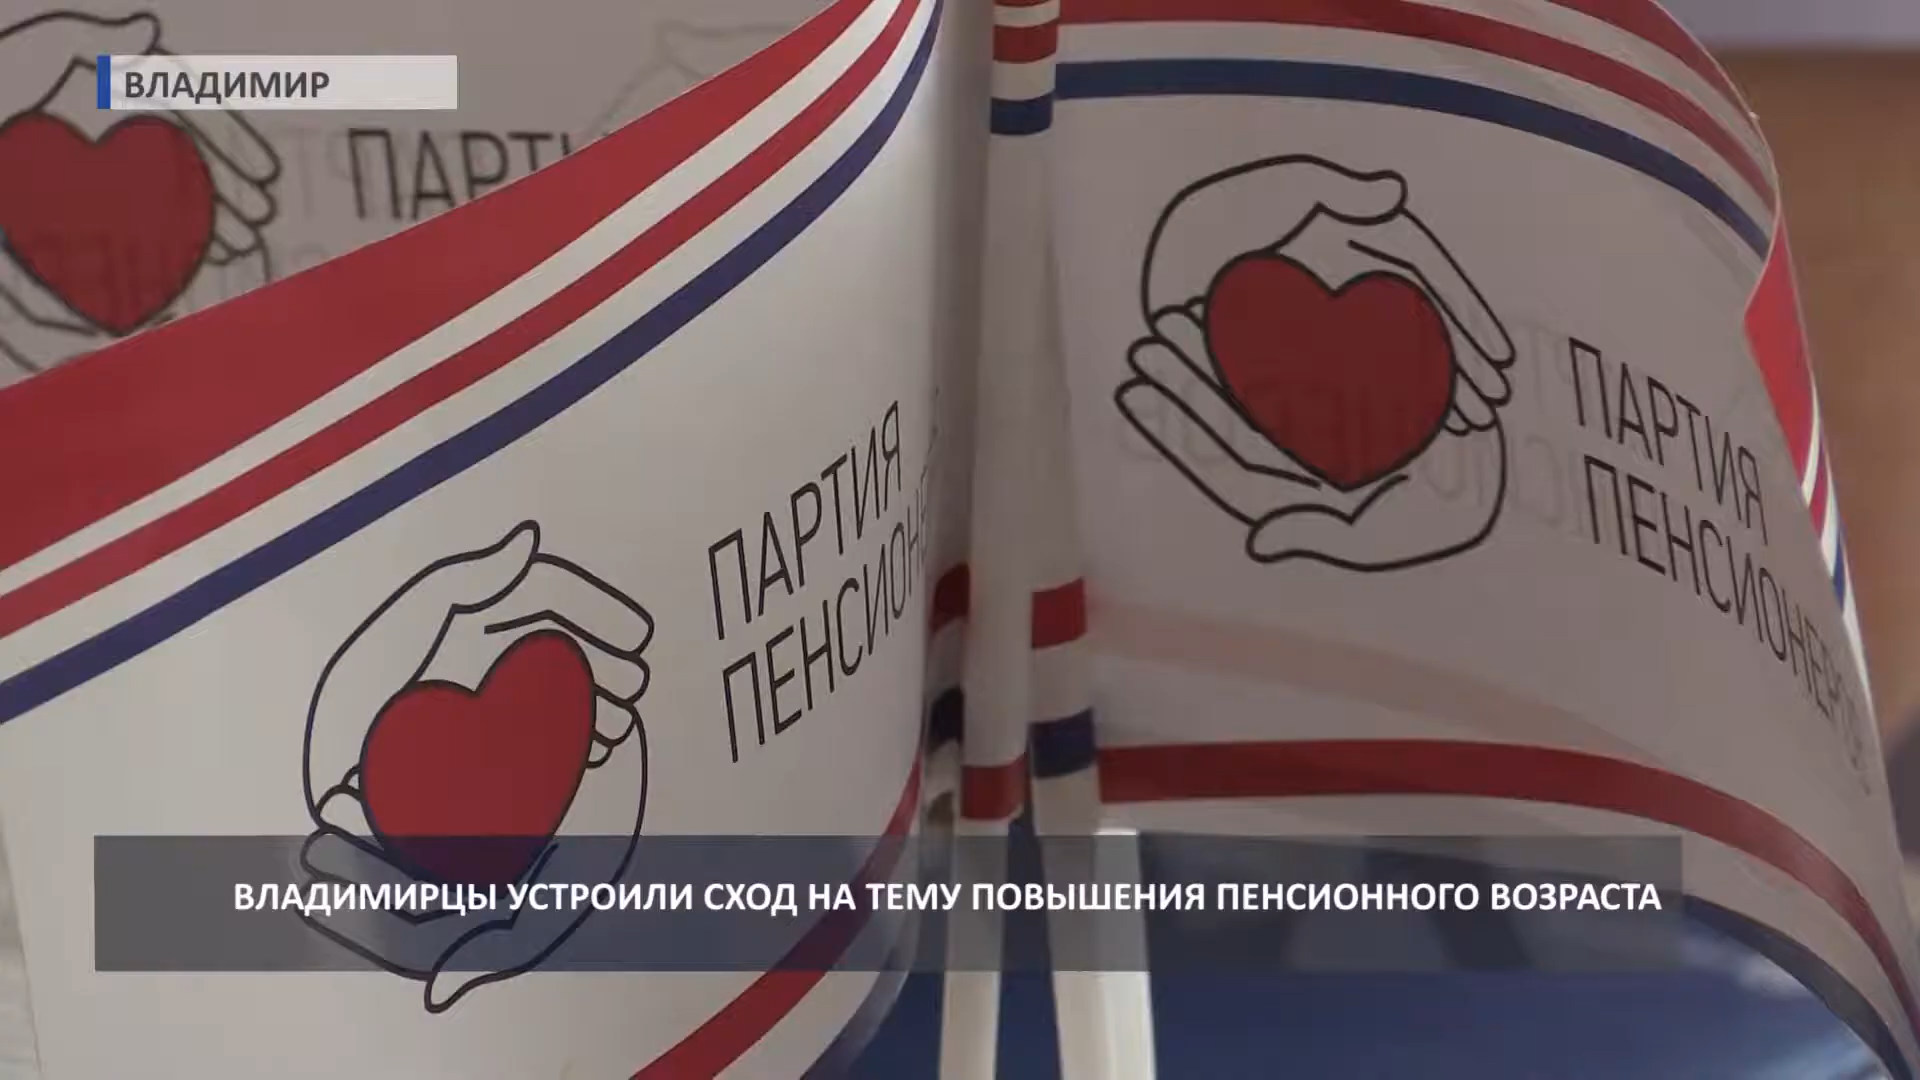 ВЛАДИМИР
ПАРТИЯ
ПЕНСИОНЕ
ПАРТИЯ
ПЕНСИОНЕРОВ
ВЛАДИМИРЦЫ УСТРОИЛИ СХОД НА ТЕМУ ПОВЫШЕНИЯ ПЕНСИОННОГО ВОЗРАСТА